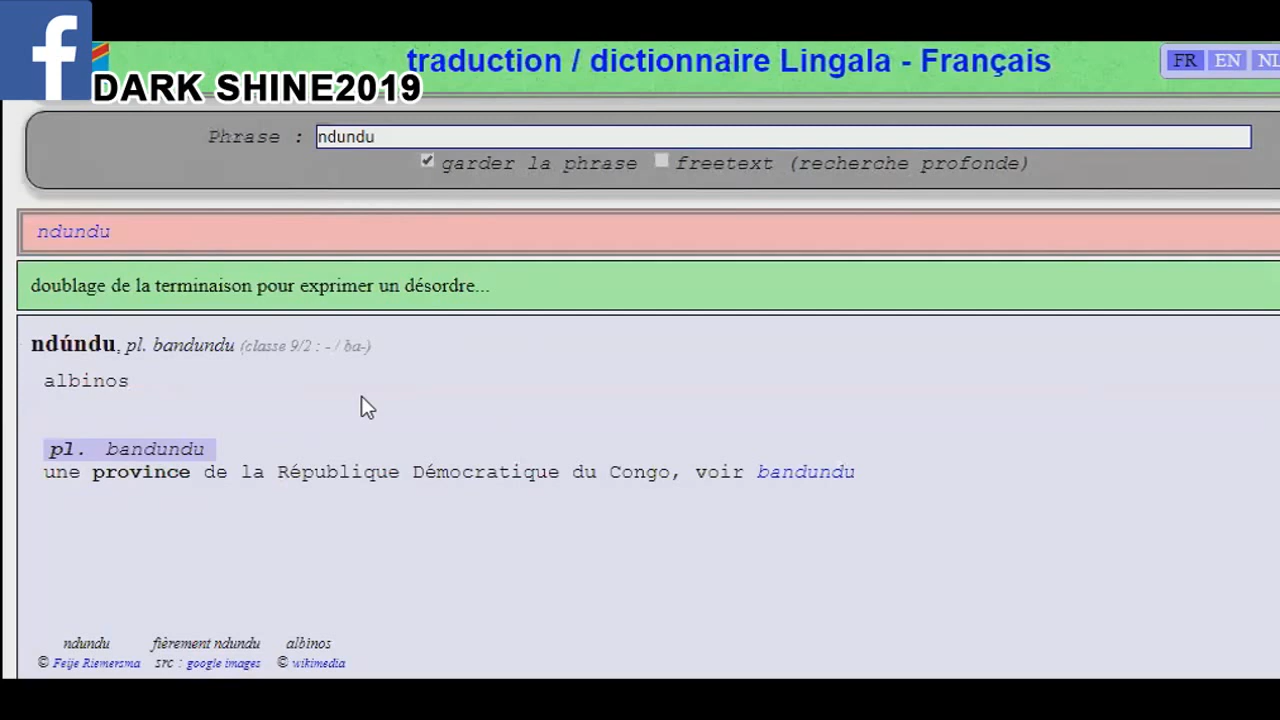 f
traduction / dictionnaire Lingala - Français
FR EN NL
DARK SHINE2019
Phrase : ndundu
garder la phrase freetext (recherche profonde)
ndundu
doublage de la terminaison pour exprimer un désordre...
ndúndu, pl. bandundu (classe 9/2 : - / ba-)
albinos
pl. bandundu
une province de la République Démocratique du Congo, voir bandundu
ndundu fièrement ndundu albinos
© Feije Riemersma src : google images © wikimedia